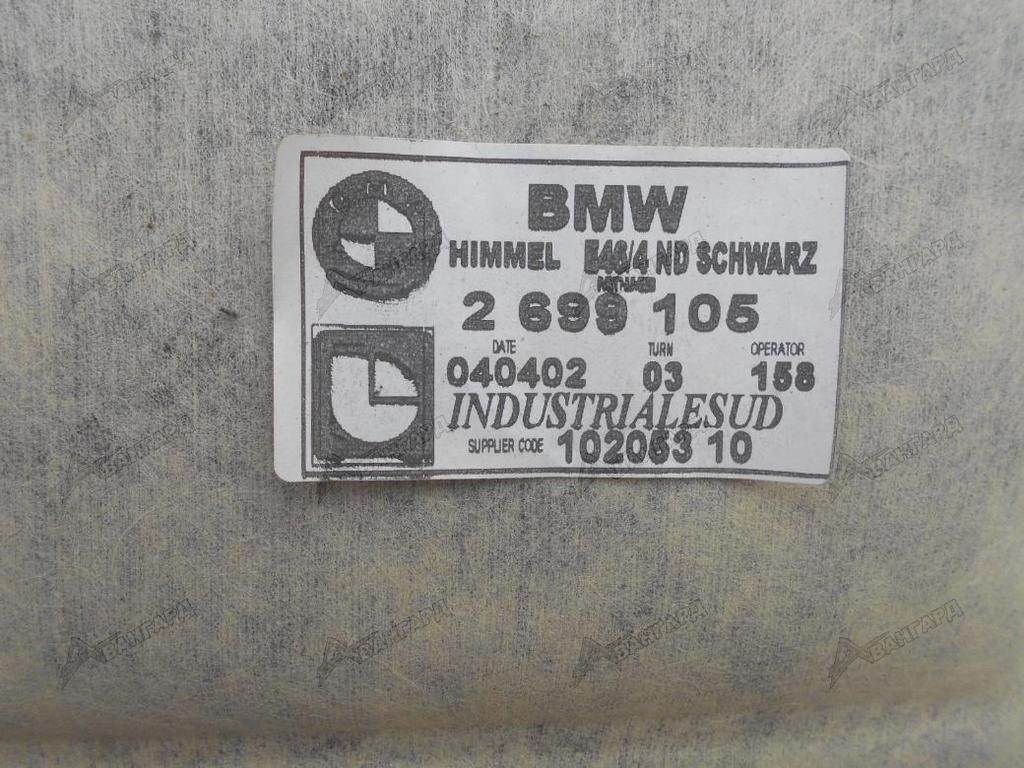 BMW
HIMMEL E46/4 ND SCHWARZ
2 699 105
DATE TURN OPERATOR
040402 03 158
INDUSTRIALESUD
SUPPLIER CODE 102063 10
АВАНГАРД